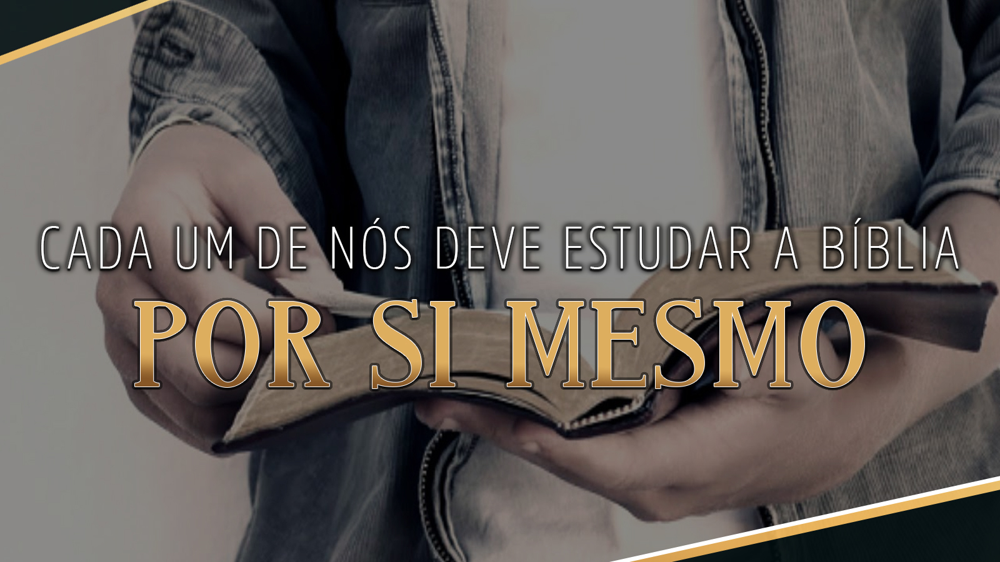 CADA UM DE NÓS DEVE ESTUDAR A BÍBLIA
POR SI MESMO